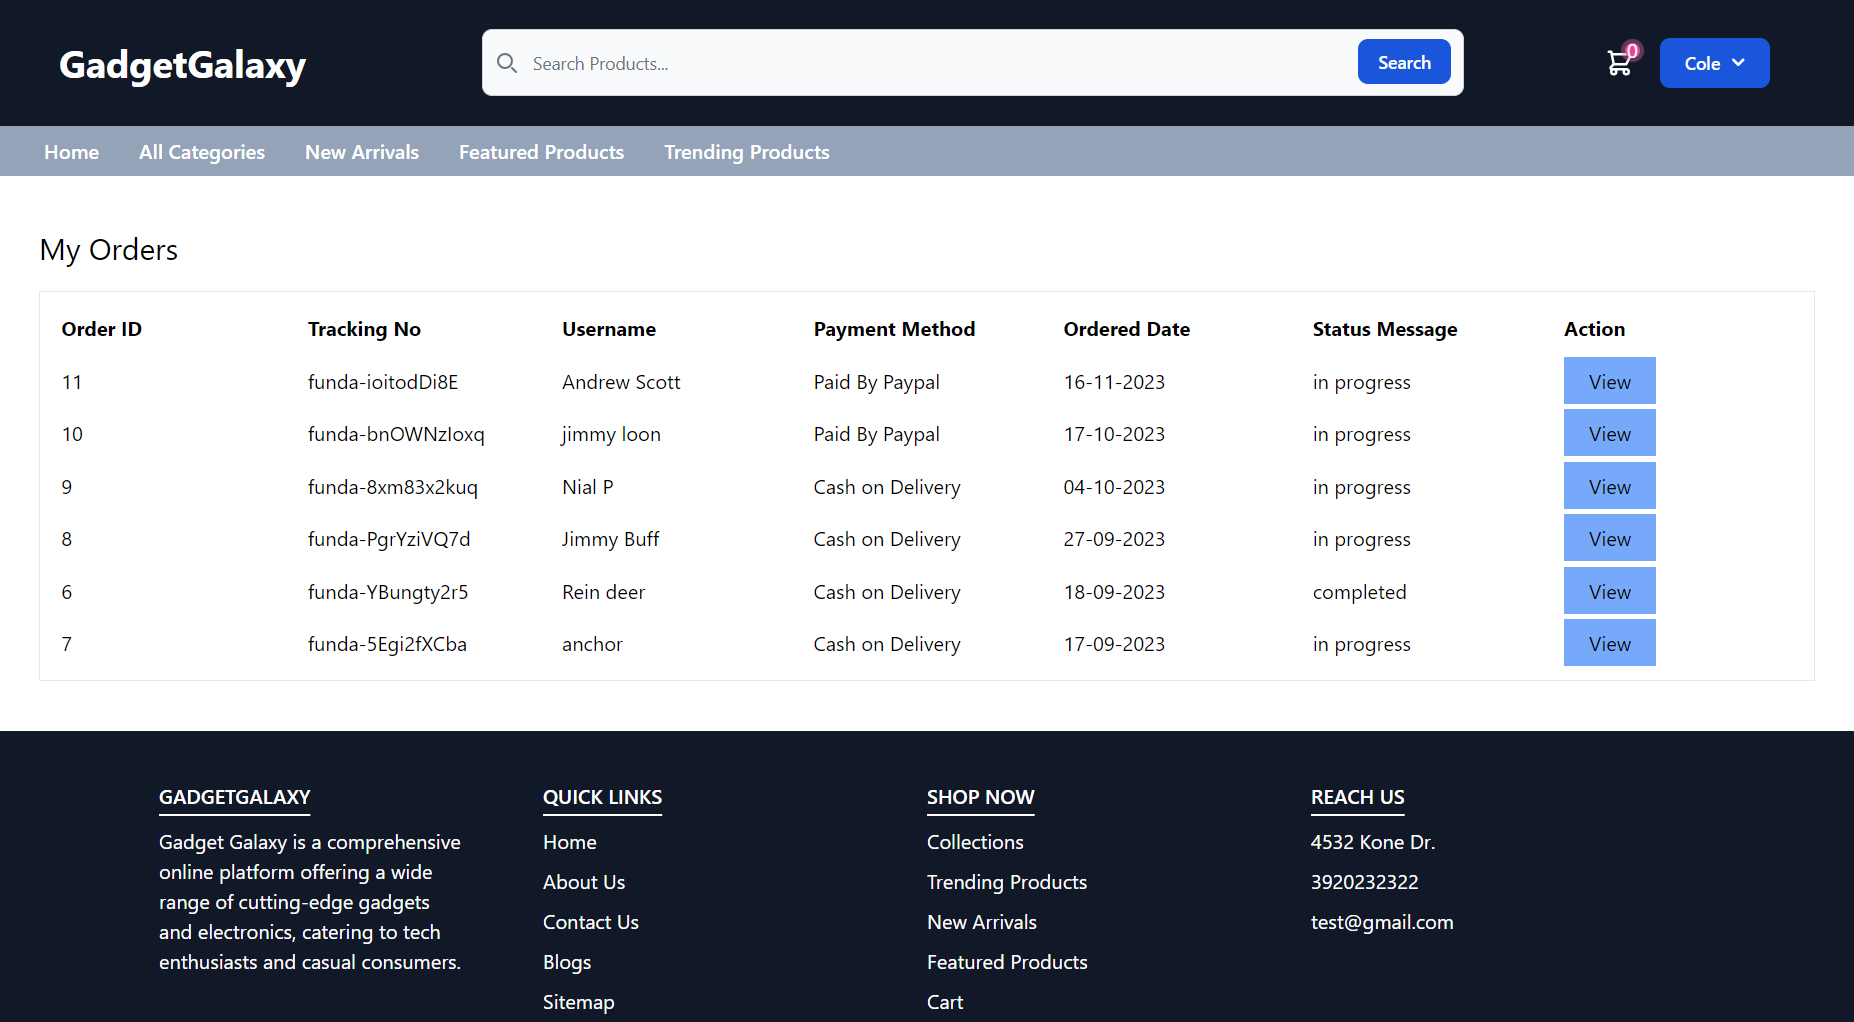 GadgetGalaxy
Search Products...
Search
0
Cole
Home All Categories New Arrivals Featured Products Trending Products
My Orders
Order ID Tracking No Username Payment Method Ordered Date Status Message Action
11 funda-ioitodDi8E Andrew Scott Paid By Paypal 16-11-2023 in progress View
10 funda-bnOWNzIoxq jimmy loon Paid By Paypal 17-10-2023 in progress View
9 funda-8xm83x2kuq Nial P Cash on Delivery 04-10-2023 in progress View
8 funda-PgrYziVQ7d Jimmy Buff Cash on Delivery 27-09-2023 in progress View
6 funda-YBungty2r5 Rein deer Cash on Delivery 18-09-2023 completed View
7 funda-5Egi2fXCba anchor Cash on Delivery 17-09-2023 in progress View
GADGETGALAXY
Gadget Galaxy is a comprehensive
online platform offering a wide
range of cutting-edge gadgets
and electronics, catering to tech
enthusiasts and casual consumers.
QUICK LINKS
Home
About Us
Contact Us
Blogs
Sitemap
SHOP NOW
Collections
Trending Products
New Arrivals
Featured Products
Cart
REACH US
4532 Kone Dr.
3920232322
test@gmail.com